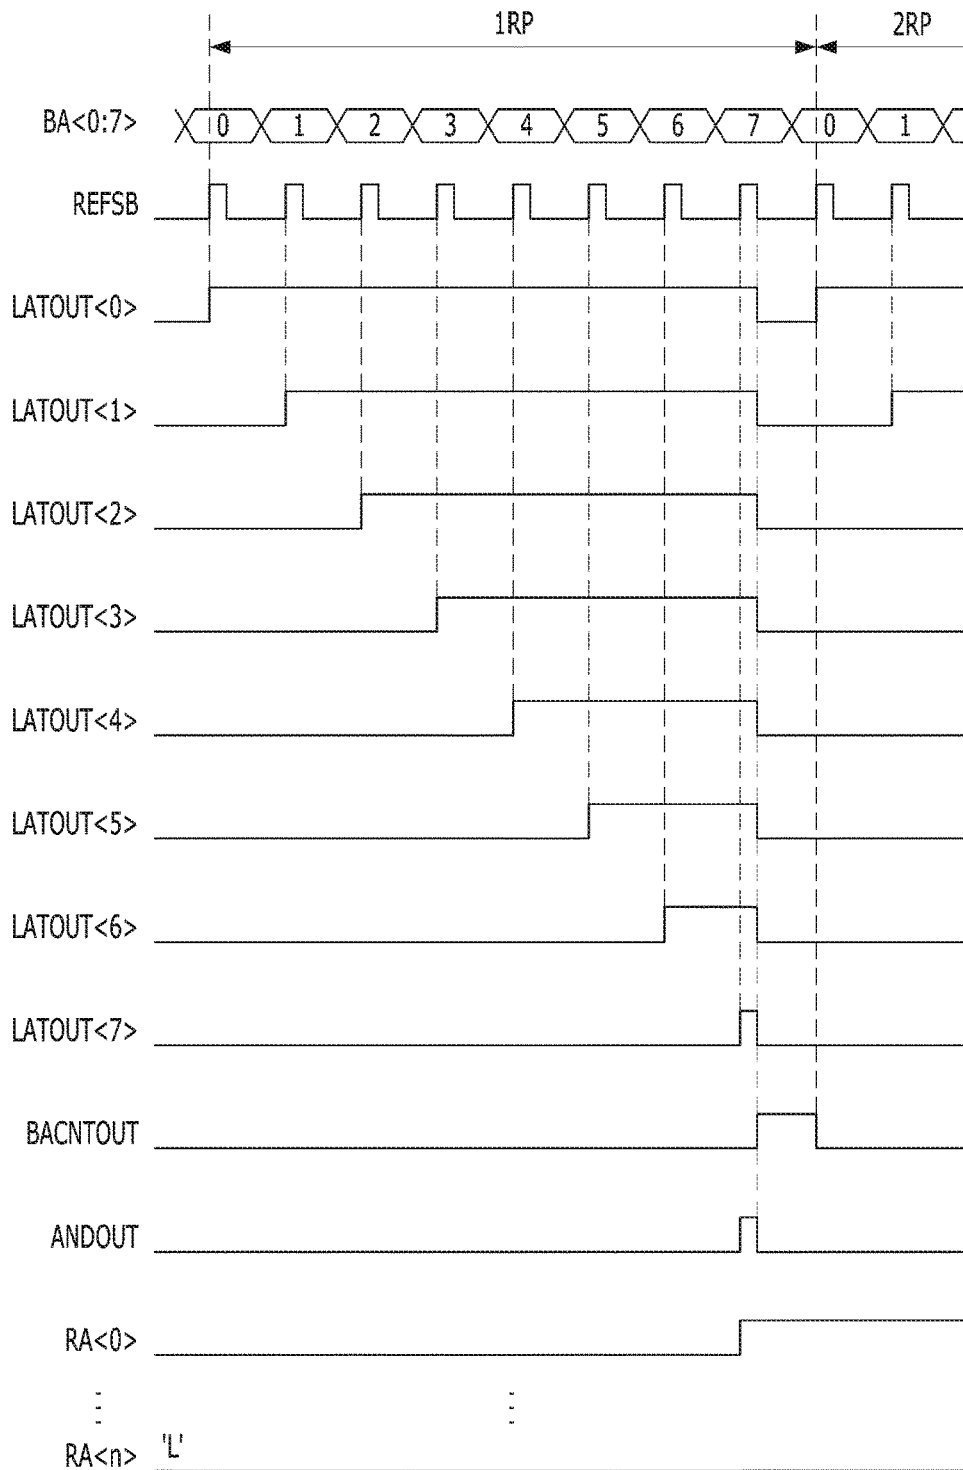 1RP 2RP
BA<0:7> 0 1 2 3 4 5 6 7 0 1
REFSB
LATOUT<0>
LATOUT<1>
LATOUT<2>
LATOUT<3>
LATOUT<4>
LATOUT<5>
LATOUT<6>
LATOUT<7>
BACNTOUT
ANDOUT
RA<0>
RA<n> 'L'